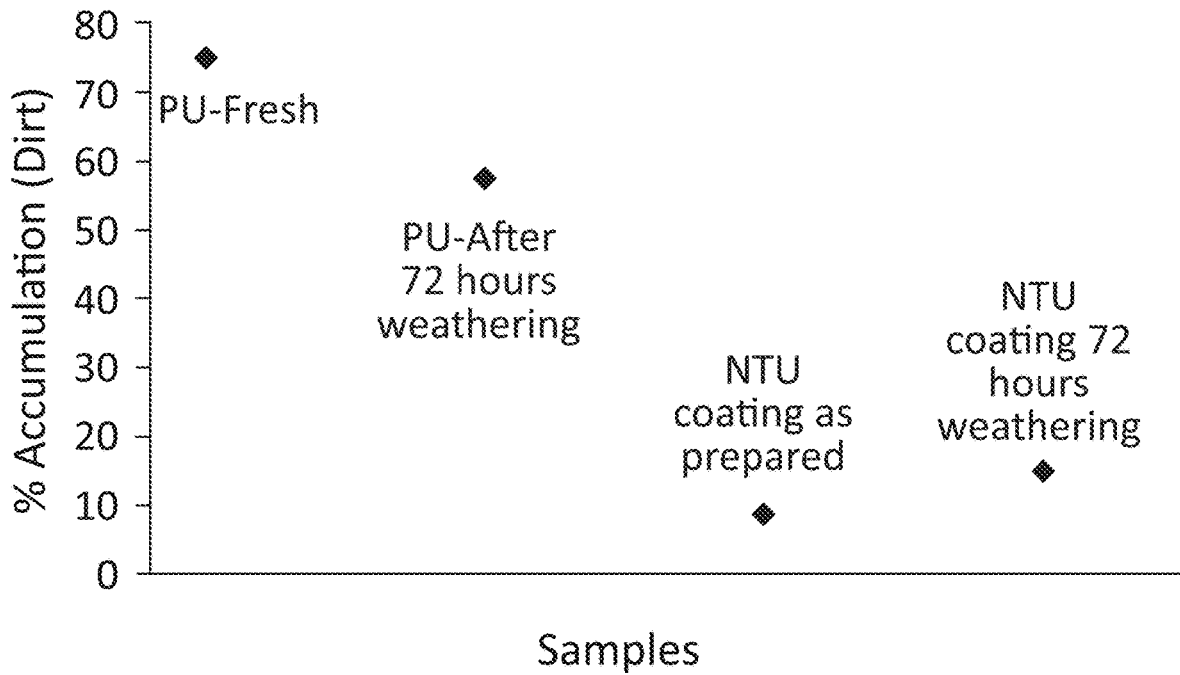 % Accumulation (Dirt)
80
70
60
50
40
30
20
10
0
PU-Fresh
PU-After
72 hours
weathering
NTU
coating as
prepared
NTU
coating 72
hours
weathering
Samples